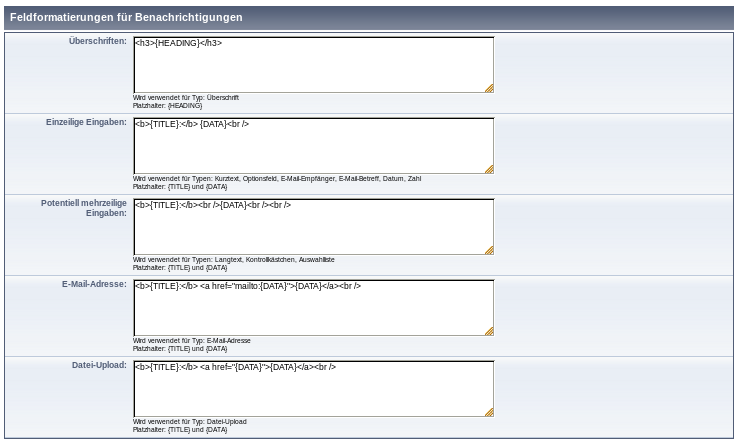 Feldformatierungen für Benachrichtigungen
Überschriften:
<h3>{HEADING}</h3>
Wird verwendet für Typ: Überschrift
Platzhalter: {HEADING}
Einzeilige Eingaben:
<b>{TITLE}:</b> {DATA}<br />
Wird verwendet für Typen: Kurztext, Optionsfeld, E-Mail-Empfänger, E-Mail-Betreff, Datum, Zahl
Platzhalter: {TITLE} und {DATA}
Potentiell mehrzeilige
Eingaben:
<b>{TITLE}:</b><br />{DATA}<br /><br />
Wird verwendet für Typen: Langtext, Kontrollkästchen, Auswahlliste
Platzhalter: {TITLE} und {DATA}
E-Mail-Adresse:
<b>{TITLE}:</b> <a href="mailto:{DATA}">{DATA}</a><br />
Wird verwendet für Typ: E-Mail-Adresse
Platzhalter: {TITLE} und {DATA}
Datei-Upload:
<b>{TITLE}:</b> <a href="{DATA}">{DATA}</a><br />
Wird verwendet für Typ: Datei-Upload
Platzhalter: {TITLE} und {DATA}